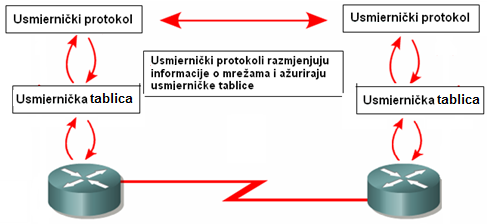 Usmjernički protokol
Usmjernički protokol
Usmjernički protokoli razmjenjuju
informacije o mrežama i ažuriraju
usmjerničke tablice
Usmjernička tablica
Usmjernička tablica